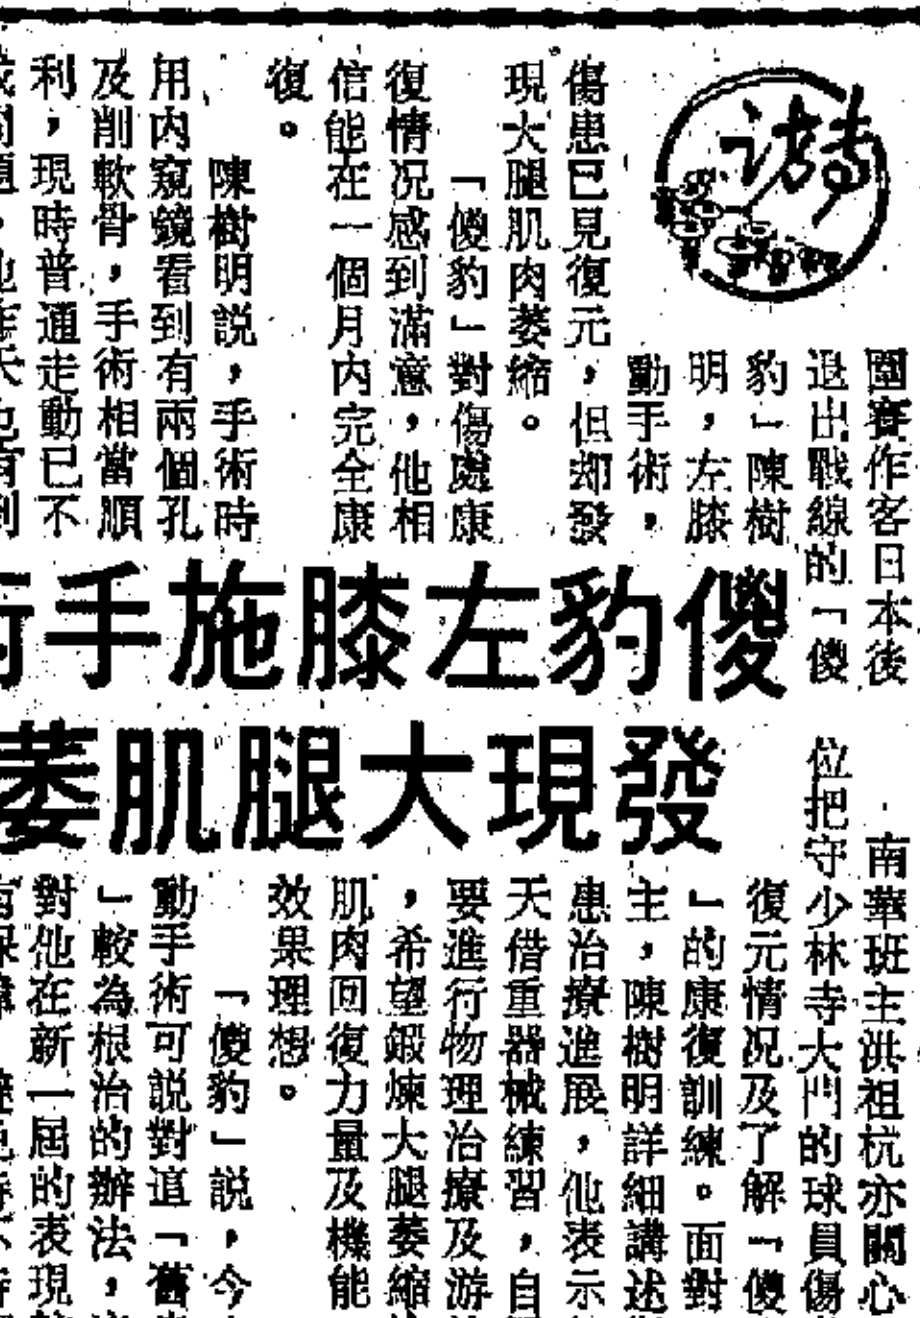 傻豹左膝施手
發現大腿肌萎
圍賽作客日本後
退出戰線的「傻
豹」陳樹
明，左膝
動手術，
傷患已見復元，但却發
現大腿肌肉萎縮。
「傻豹」對傷處康
復情况感到滿意，他相
信能在一個月内完全康
復。
陳樹明説，手術時
用内窺鏡看到有兩個孔
及削軟骨，手術相當順
利，現時普通走動已不
南華班主洪祖杭亦關心
位把守少林寺大門的球員傷
復元情况及了解「傻
」的康復訓練。面對
主，陳樹明詳細講述
患治療進展，他表示
天借重器械練習，自
要進行物理治療及游
，希望鍛煉大腿萎縮
肌肉回復力量及機能
效果理想。
「傻豹」説，今
動手術可説對這「舊
」較為根治的辦法，
對他在新一屆的表現